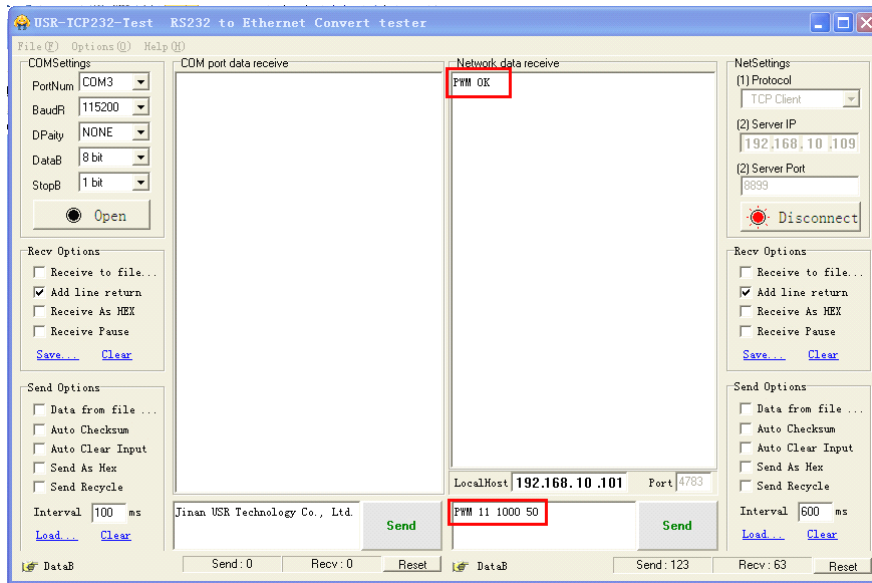 USR-TCP232-Test RS232 to Ethernet Convert tester
File(F) Options(O) Help(H)
COMSettings
PortNum COM3
BaudR 115200
DPaity NONE
DataB 8 bit
StopB 1 bit
Open
Recv Options
Receive to file...
Add line return
Receive As HEX
Receive Pause
Save... Clear
Send Options
Data from file ...
Auto Checksum
Auto Clear Input
Send As Hex
Send Recycle
Interval 100 ms
Load... Clear
COM port data receive
Jinan USR Technology Co., Ltd.
Send
Network data receive
PWM OK
LocalHost 192.168.10.101 Port 4783
PWM 11 1000 50
Send
NetSettings
(1) Protocol
TCP Client
(2) Server IP
192.168.10.109
(2) Server Port
8899
Disconnect
Recv Options
Receive to file...
Add line return
Receive As HEX
Receive Pause
Save... Clear
Send Options
Data from file ...
Auto Checksum
Auto Clear Input
Send As Hex
Send Recycle
Interval 600 ms
Load... Clear
DataB Send : 0 Recv : 0 Reset
DataB Send : 123 Recv : 63 Reset